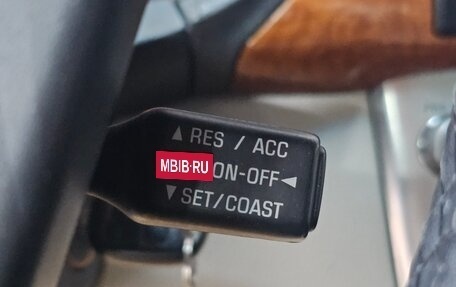 ▲ RES / ACC
MBIB·RU ON-OFF ◄
▼ SET/COAST